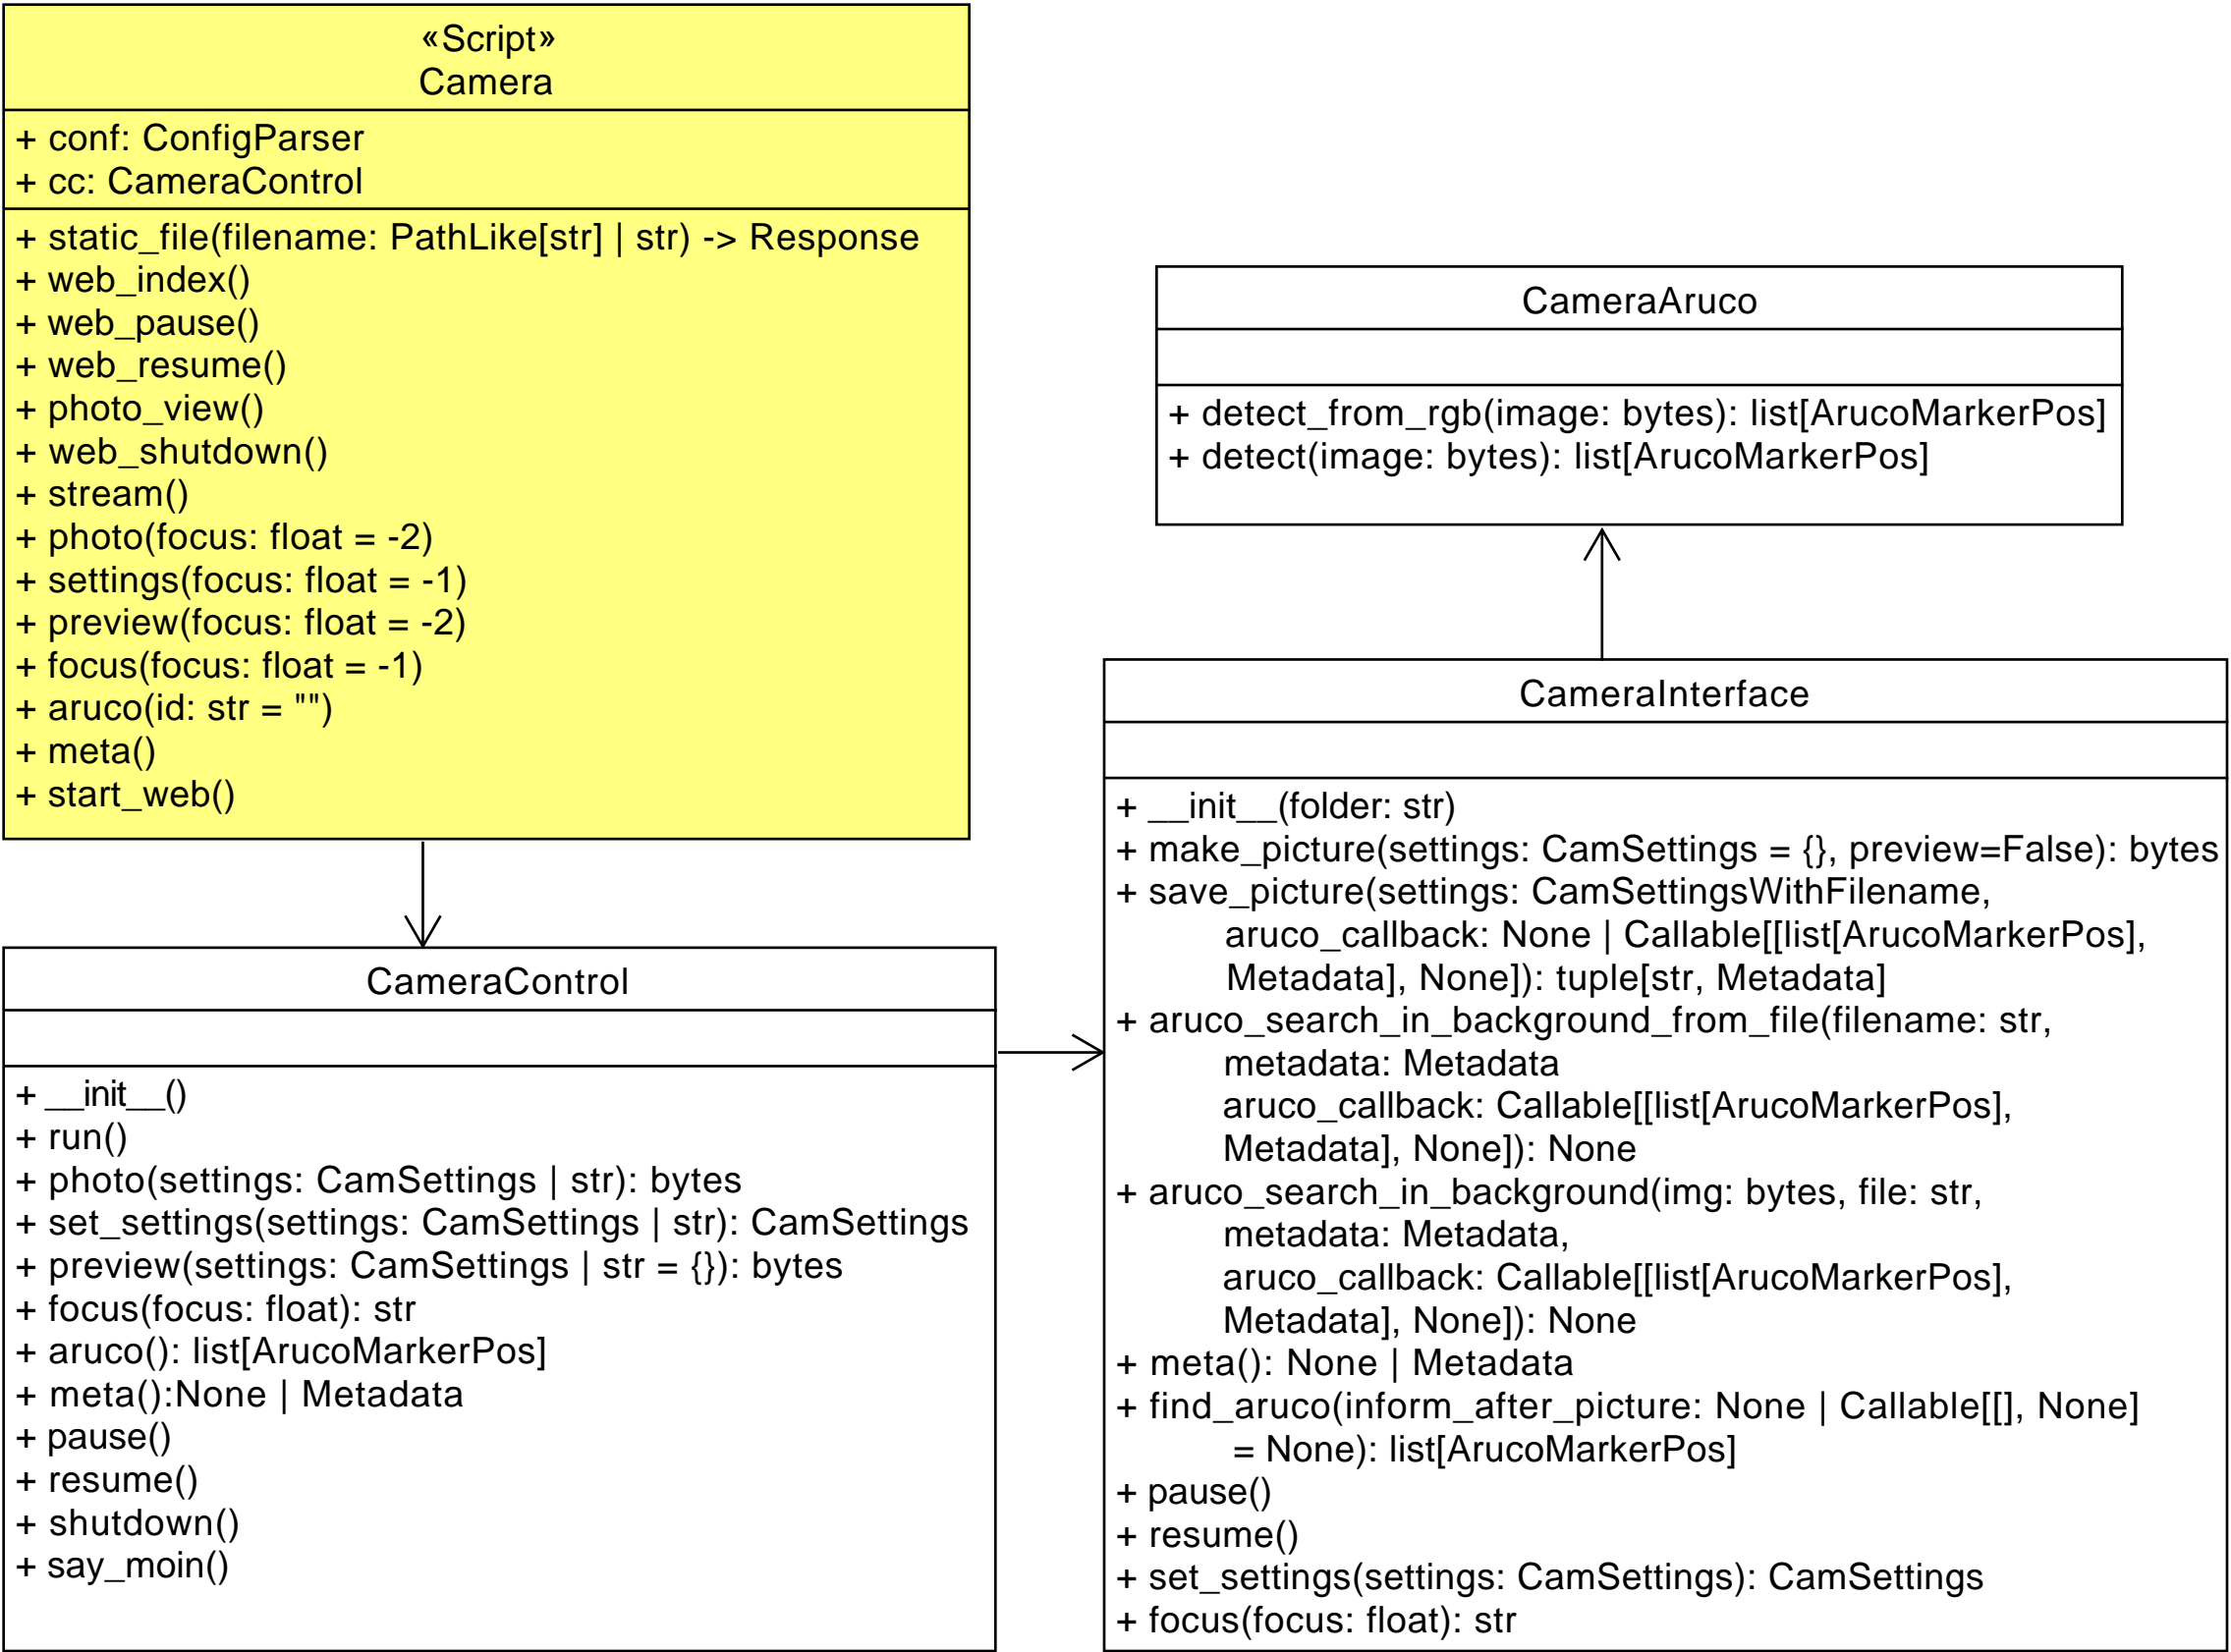 «Script»
Camera
+ conf: ConfigParser
+ cc: CameraControl
+ static_file(filename: PathLike[str] | str) -> Response
+ web_index()
+ web_pause()
+ web_resume()
+ photo_view()
+ web_shutdown()
+ stream()
+ photo(focus: float = -2)
+ settings(focus: float = -1)
+ preview(focus: float = -2)
+ focus(focus: float = -1)
+ aruco(id: str = "")
+ meta()
+ start_web()
CameraControl
+ __init__()
+ run()
+ photo(settings: CamSettings | str): bytes
+ set_settings(settings: CamSettings | str): CamSettings
+ preview(settings: CamSettings | str = {}): bytes
+ focus(focus: float): str
+ aruco(): list[ArucoMarkerPos]
+ meta():None | Metadata
+ pause()
+ resume()
+ shutdown()
+ say_moin()
CameraAruco
+ detect_from_rgb(image: bytes): list[ArucoMarkerPos]
+ detect(image: bytes): list[ArucoMarkerPos]
CameraInterface
+ __init__(folder: str)
+ make_picture(settings: CamSettings = {}, preview=False): bytes
+ save_picture(settings: CamSettingsWithFilename,
aruco_callback: None | Callable[[list[ArucoMarkerPos],
Metadata], None]): tuple[str, Metadata]
+ aruco_search_in_background_from_file(filename: str,
metadata: Metadata
aruco_callback: Callable[[list[ArucoMarkerPos],
Metadata], None]): None
+ aruco_search_in_background(img: bytes, file: str,
metadata: Metadata,
aruco_callback: Callable[[list[ArucoMarkerPos],
Metadata], None]): None
+ meta(): None | Metadata
+ find_aruco(inform_after_picture: None | Callable[[], None]
= None): list[ArucoMarkerPos]
+ pause()
+ resume()
+ set_settings(settings: CamSettings): CamSettings
+ focus(focus: float): str